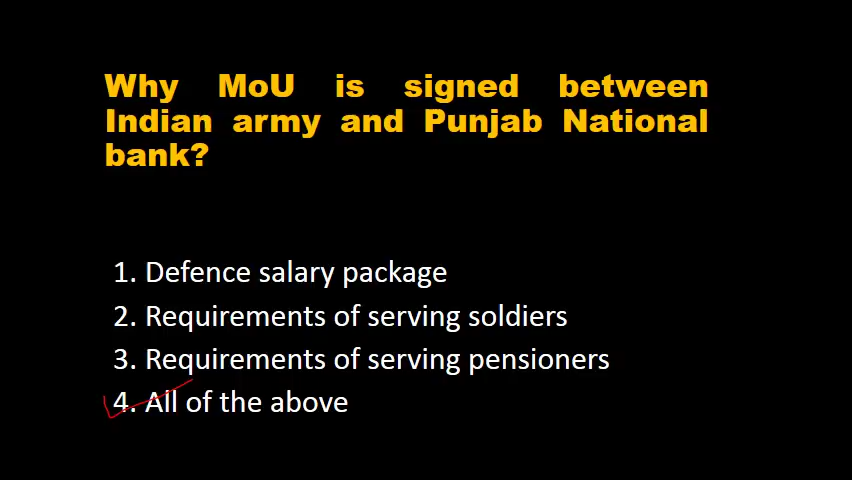 Why MoU is signed between
Indian army and Punjab National
bank?
1. Defence salary package
2. Requirements of serving soldiers
3. Requirements of serving pensioners
4. All of the above